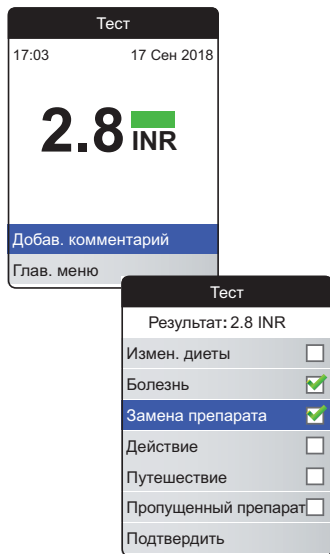 Тест
17:03 17 Сен 2018
2.8 INR
Добав. комментарий
Глав. меню
Тест
Результат: 2.8 INR
Измен. диеты
Болезнь
Замена препарата
Действие
Путешествие
Пропущенный препарат
Подтвердить